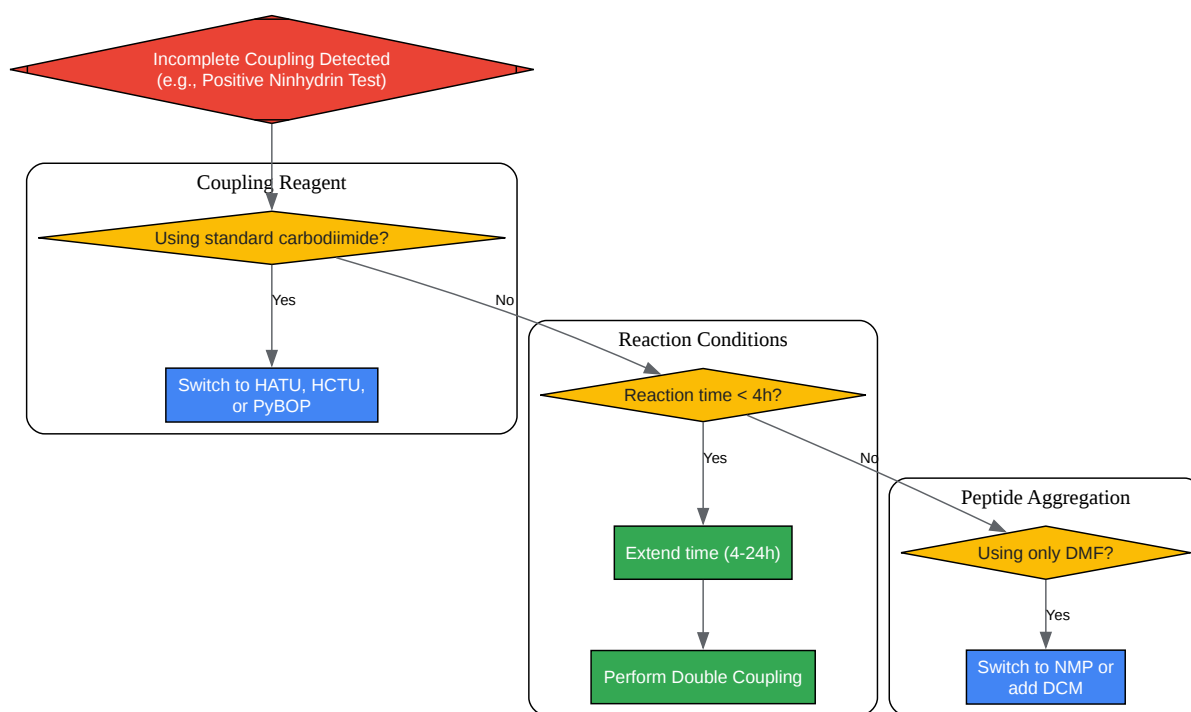 Incomplete Coupling Detected
(e.g., Positive Ninhydrin Test)
Coupling Reagent
Using standard carbodiimide?
Yes
No
Switch to HATU, HCTU,
or PyBOP
Reaction Conditions
Reaction time < 4h?
Yes
No
Extend time (4-24h)
Perform Double Coupling
Peptide Aggregation
Using only DMF?
Yes
Switch to NMP or
add DCM